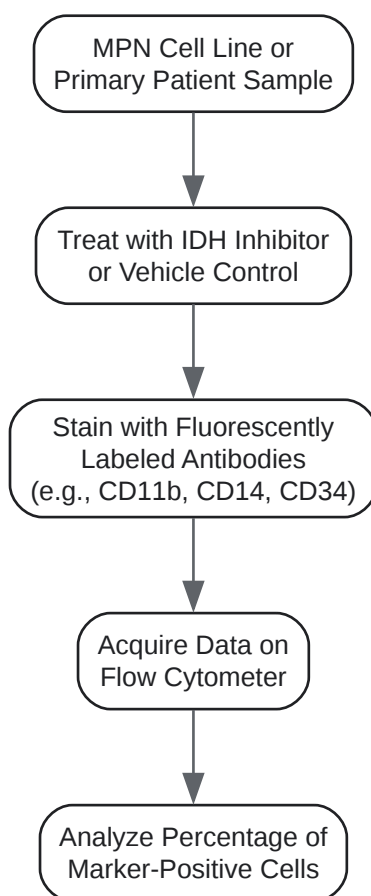 MPN Cell Line or
Primary Patient Sample
Treat with IDH Inhibitor
or Vehicle Control
Stain with Fluorescently
Labeled Antibodies
(e.g., CD11b, CD14, CD34)
Acquire Data on
Flow Cytometer
Analyze Percentage of
Marker-Positive Cells